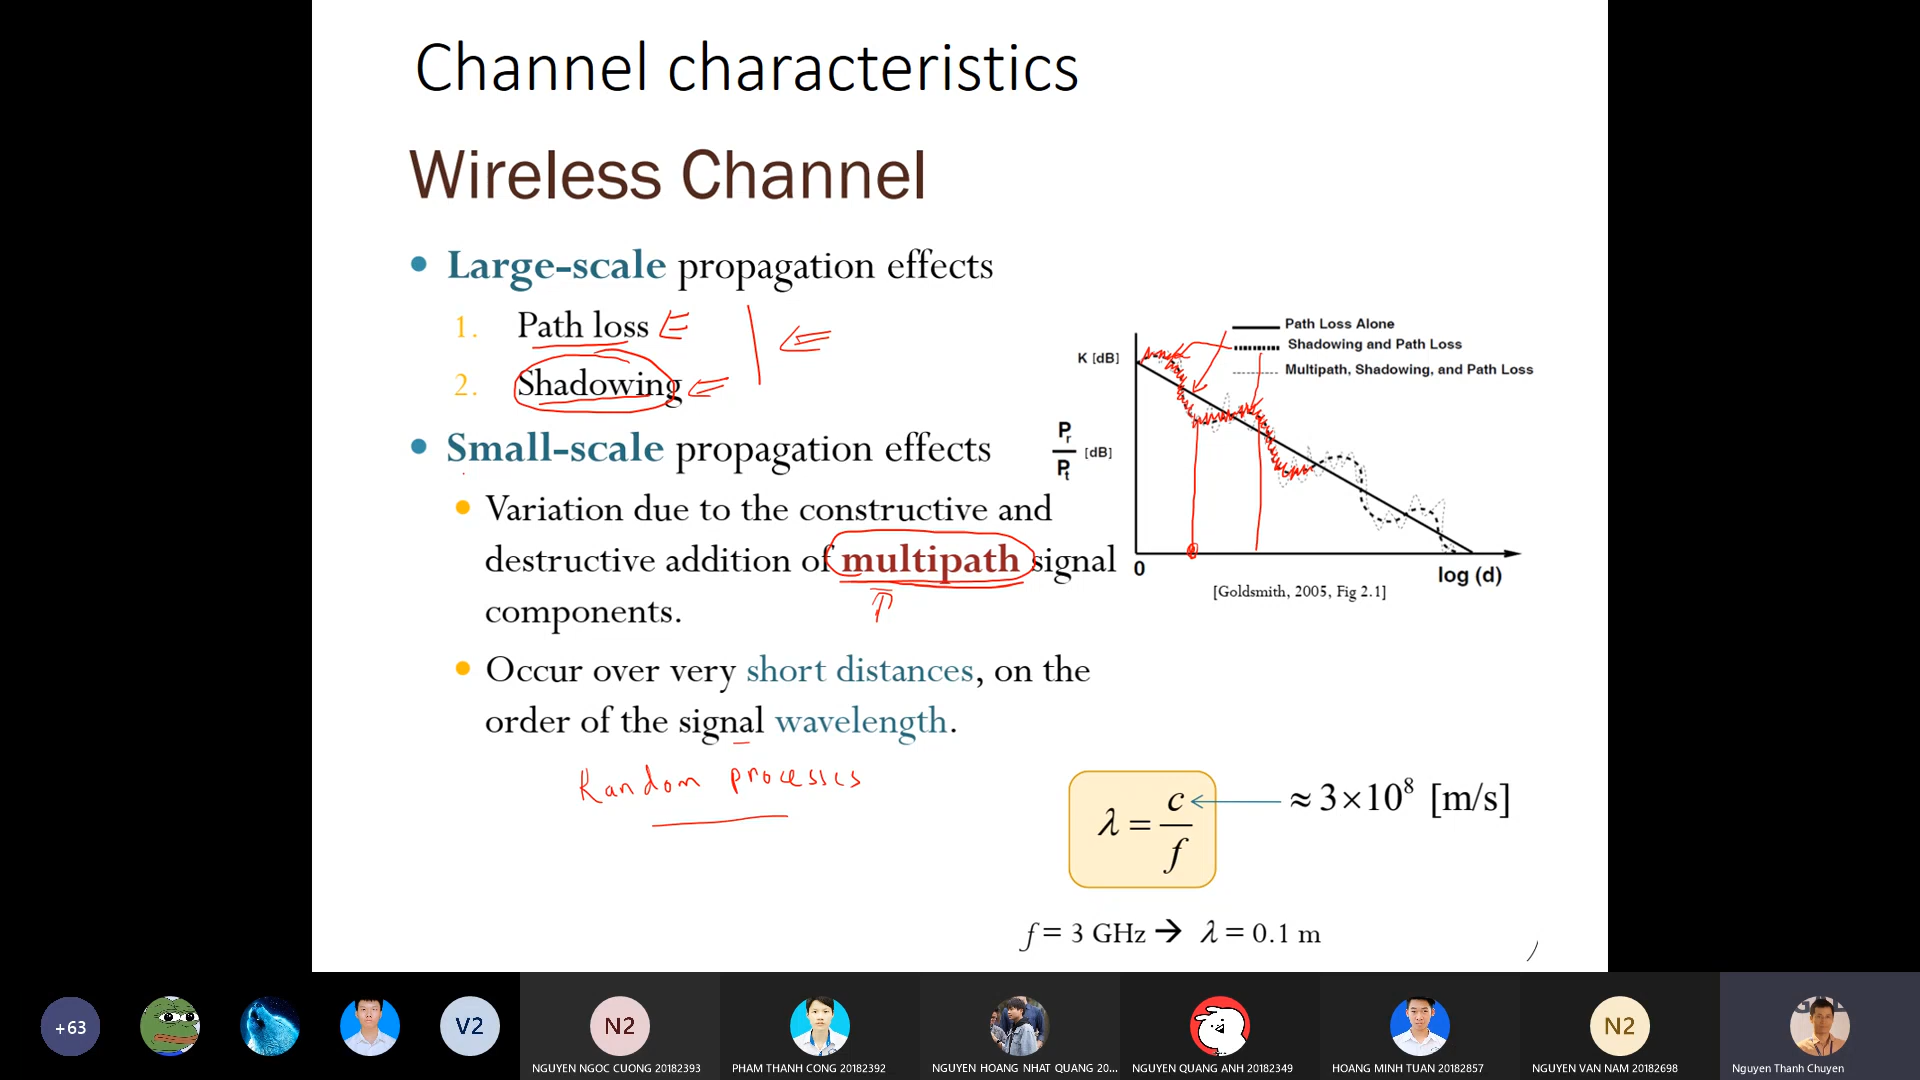 Channel characteristics
Wireless Channel
• Large-scale propagation effects
1. Path loss
2. Shadowing
• Small-scale propagation effects
• Variation due to the constructive and
destructive addition of multipath signal
components.
• Occur over very short distances, on the
order of the signal wavelength.
Random processes
Path Loss Alone
Shadowing and Path Loss
Multipath, Shadowing, and Path Loss
K [dB]
Pr
Pt
[dB]
0
log (d)
[Goldsmith, 2005, Fig 2.1]
λ = c/f
≈ 3×10⁸ [m/s]
f = 3 GHz → λ = 0.1 m
+63
V2
N2
N2
NGUYEN NGOC CUONG 20182393
PHAM THANH CONG 20182392
NGUYEN HOANG NHAT QUANG 20...
NGUYEN QUANG ANH 20182349
HOANG MINH TUAN 20182857
NGUYEN VAN NAM 20182698
Nguyen Thanh Chuyen